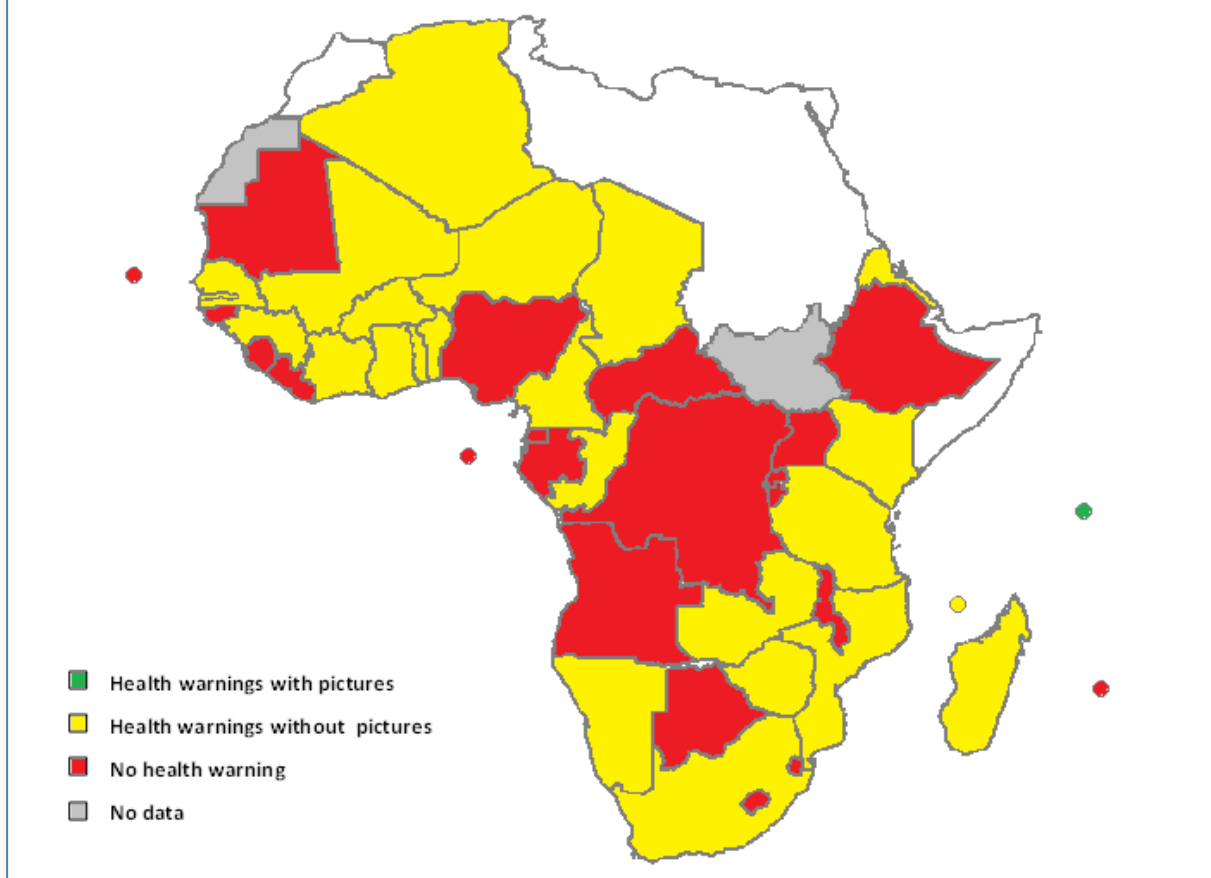 Health warnings with pictures
Health warnings without pictures
No health warning
No data